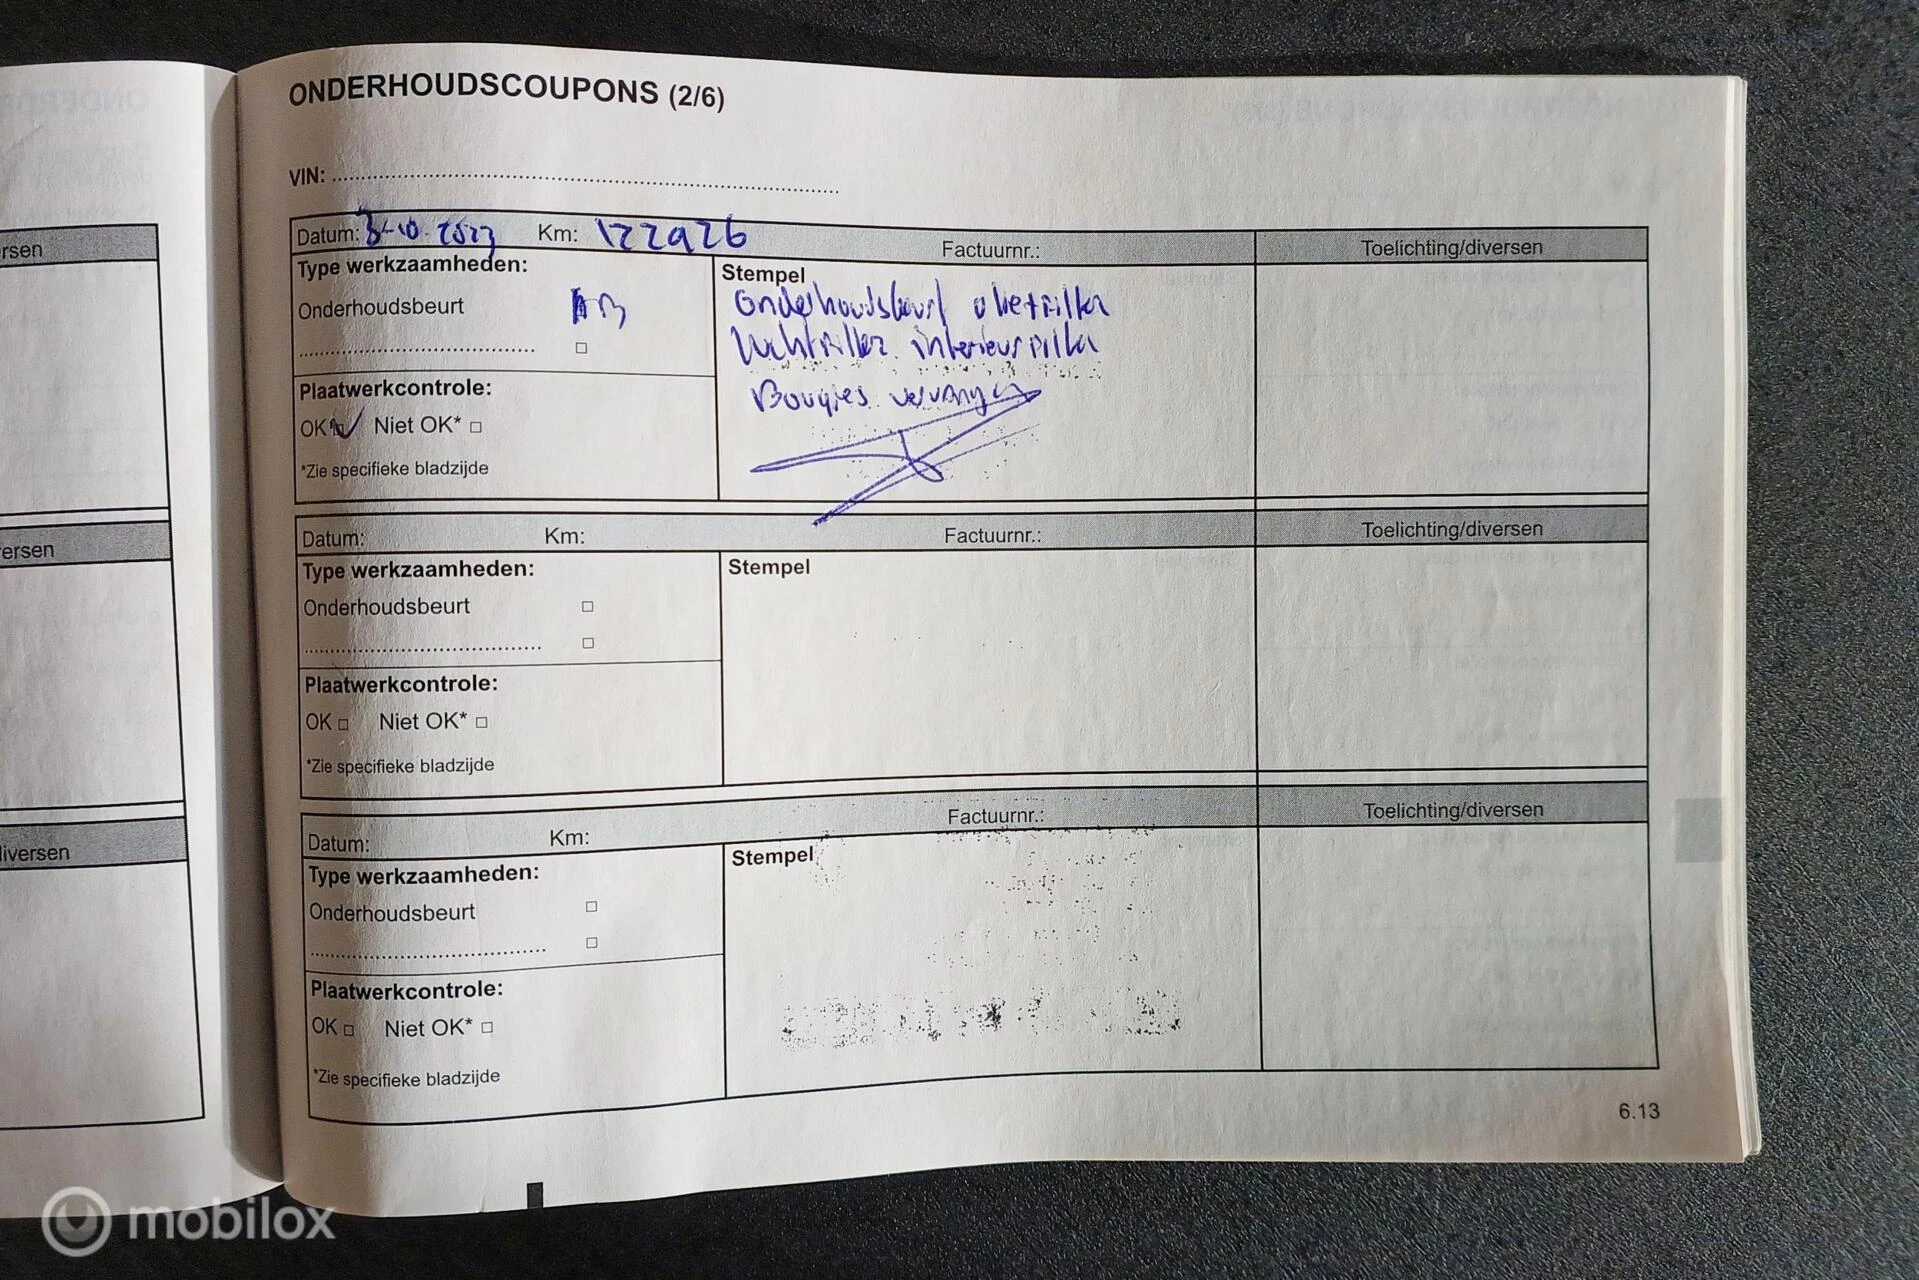 ONDERHOUDSCOUPONS (2/6)
VIN:
Datum: 3-10-2023 Km: 122926 Factuurnr.: Toelichting/diversen
Type werkzaamheden:
Onderhoudsbeurt
Stempel
Onderhoudsbeurt olietfilter
luchtfilter interieurfilter
Bougies vervangen
Plaatwerkcontrole:
OK Niet OK*
*Zie specifieke bladzijde
Datum: Km: Factuurnr.: Toelichting/diversen
Type werkzaamheden:
Stempel
Onderhoudsbeurt
Plaatwerkcontrole:
OK Niet OK*
*Zie specifieke bladzijde
Datum: Km: Factuurnr.: Toelichting/diversen
Type werkzaamheden:
Stempel
Onderhoudsbeurt
Plaatwerkcontrole:
OK Niet OK*
*Zie specifieke bladzijde
6.13
rsen
ersen
iversen
mobilox